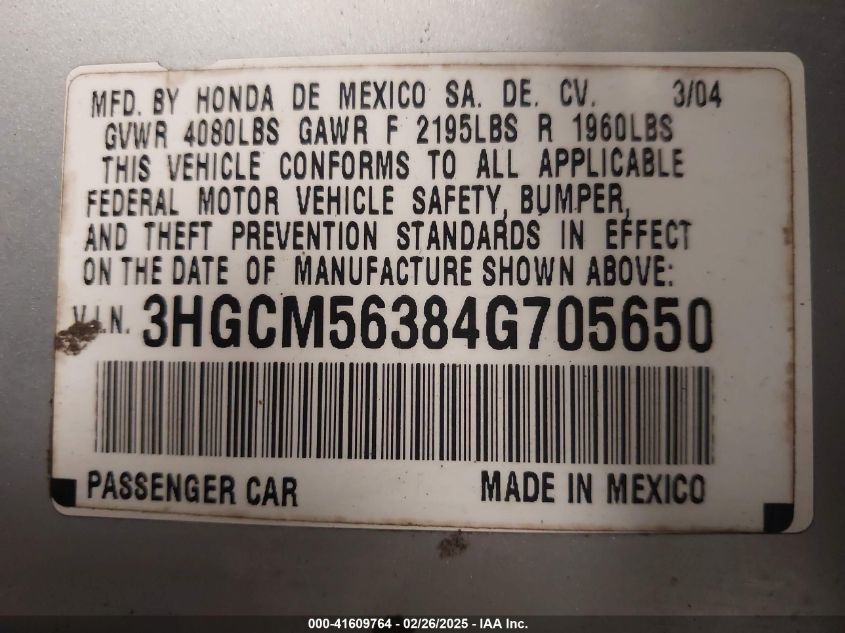 MFD. BY HONDA DE MEXICO SA. DE. CV. 3/04
GVWR 4080LBS GAWR F 2195LBS R 1960LBS
THIS VEHICLE CONFORMS TO ALL APPLICABLE
FEDERAL MOTOR VEHICLE SAFETY, BUMPER,
AND THEFT PREVENTION STANDARDS IN EFFECT
ON THE DATE OF MANUFACTURE SHOWN ABOVE:
V.I.N. 3HGCM56384G705650
PASSENGER CAR MADE IN MEXICO
000-41609764 - 02/26/2025 - IAA Inc.